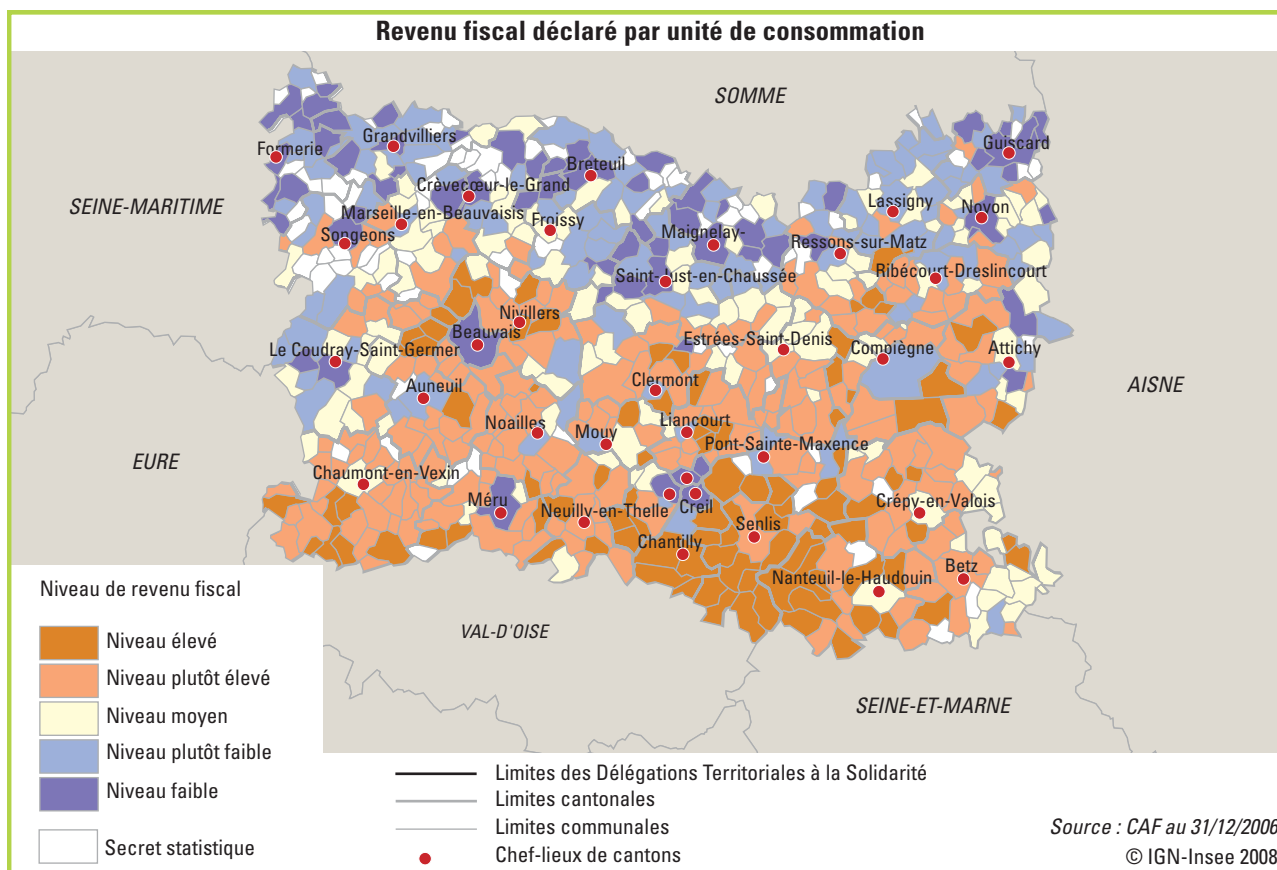 Revenu fiscal déclaré par unité de consommation
SOMME
Grandvilliers
Formerie
Guiscard
Breteuil
Crèvecœur-le-Grand
SEINE-MARITIME
Lassigny
Noyon
Marseille-en-Beauvaisis
Froissy
Songeons
Maignelay-
Ressons-sur-Matz
Saint-Just-en-Chaussée
Ribécourt-Dreslincourt
Nivillers
Beauvais
Estrées-Saint-Denis
Compiègne
Le Coudray-Saint-Germer
Attichy
Auneuil
Clermont
AISNE
Noailles
Mouy
Liancourt
Pont-Sainte-Maxence
EURE
Chaumont-en-Vexin
Méru
Neuilly-en-Thelle
Creil
Crépy-en-Valois
Senlis
Chantilly
Nanteuil-le-Haudouin
Betz
VAL-D'OISE
SEINE-ET-MARNE
Niveau de revenu fiscal
Niveau élevé
Niveau plutôt élevé
Niveau moyen
Niveau plutôt faible
Niveau faible
Secret statistique
Limites des Délégations Territoriales à la Solidarité
Limites cantonales
Limites communales
Chef-lieux de cantons
Source : CAF au 31/12/2006
© IGN-Insee 2008